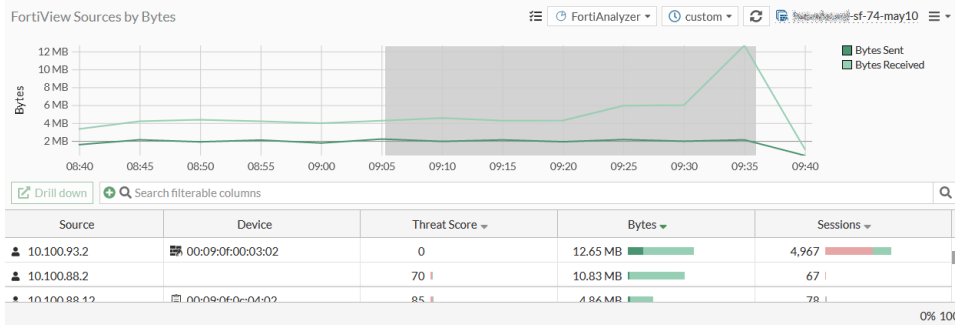 FortiView Sources by Bytes
FortiAnalyzer custom -sf-74-may10
Bytes Sent
Bytes Received
Bytes
12 MB
10 MB
8 MB
6 MB
4 MB
2 MB
08:40 08:45 08:50 08:55 09:00 09:05 09:10 09:15 09:20 09:25 09:30 09:35 09:40
Drill down Search filterable columns
Source Device Threat Score Bytes Sessions
10.100.93.2 00:09:0f:00:03:02 0 12.65 MB 4,967
10.100.88.2 70 10.83 MB 67
10.100.88.12 00:09:0f:0c:04:02 85 4.86 MB 78
0% 100